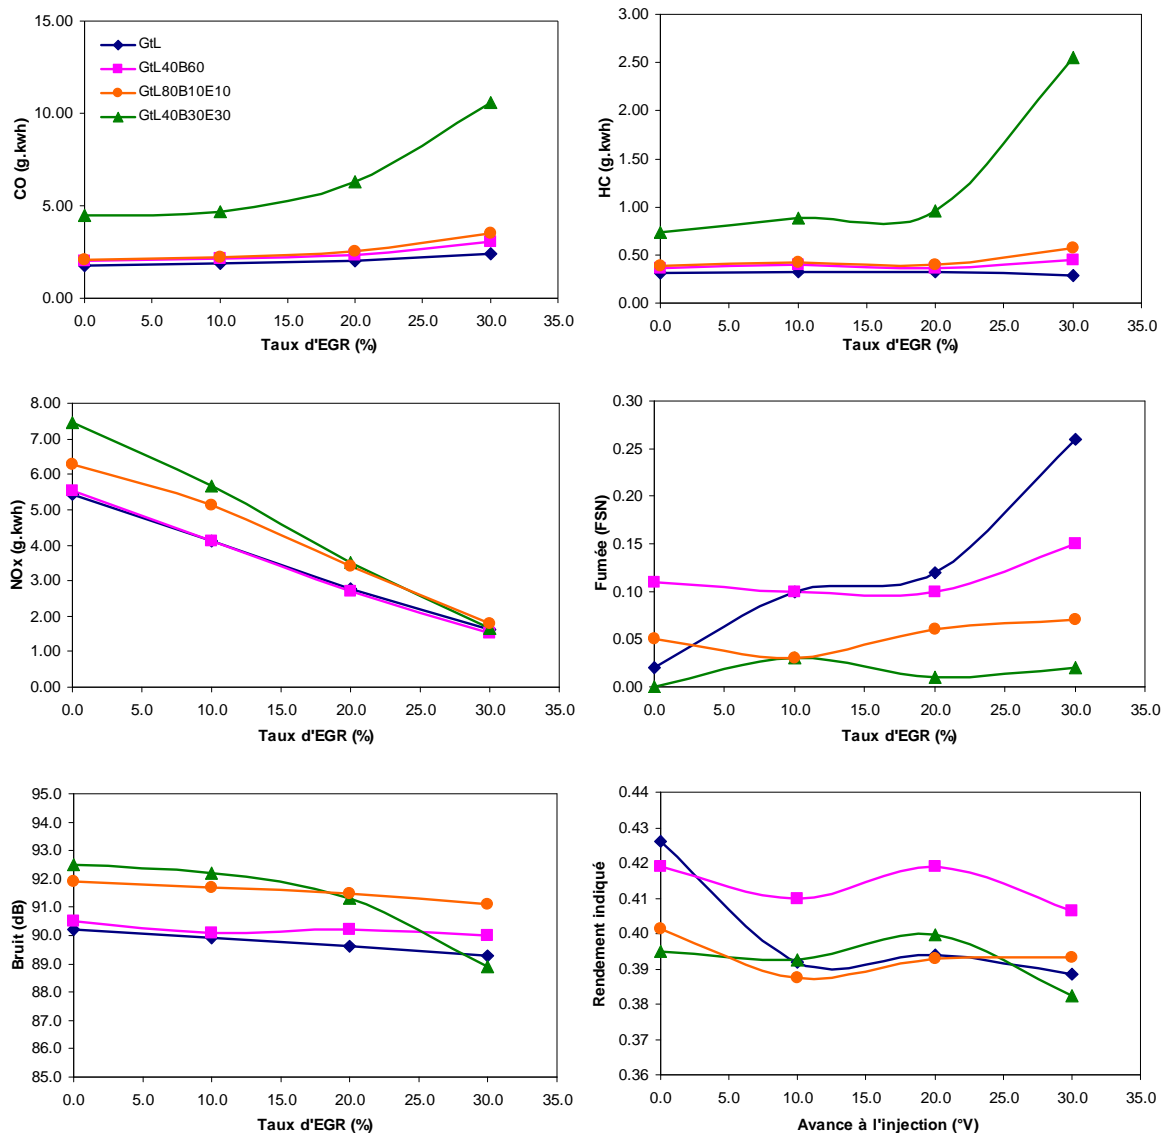 15.00
10.00
5.00
0.00
CO (g.kwh)
GtL
GtL40B60
GtL80B10E10
GtL40B30E30
0.0 5.0 10.0 15.0 20.0 25.0 30.0 35.0
Taux d'EGR (%)
3.00
2.50
2.00
1.50
1.00
0.50
0.00
HC (g.kwh)
0.0 5.0 10.0 15.0 20.0 25.0 30.0 35.0
Taux d'EGR (%)
8.00
7.00
6.00
5.00
4.00
3.00
2.00
1.00
0.00
NOx (g.kwh)
0.0 5.0 10.0 15.0 20.0 25.0 30.0 35.0
Taux d'EGR (%)
0.30
0.25
0.20
0.15
0.10
0.05
0.00
Fumée (FSN)
0.0 5.0 10.0 15.0 20.0 25.0 30.0 35.0
Taux d'EGR (%)
95.0
94.0
93.0
92.0
91.0
90.0
89.0
88.0
87.0
86.0
85.0
Bruit (dB)
0.0 5.0 10.0 15.0 20.0 25.0 30.0 35.0
Taux d'EGR (%)
0.44
0.43
0.42
0.41
0.40
0.39
0.38
0.37
0.36
Rendement indiqué
0.0 5.0 10.0 15.0 20.0 25.0 30.0 35.0
Avance à l'injection (°V)